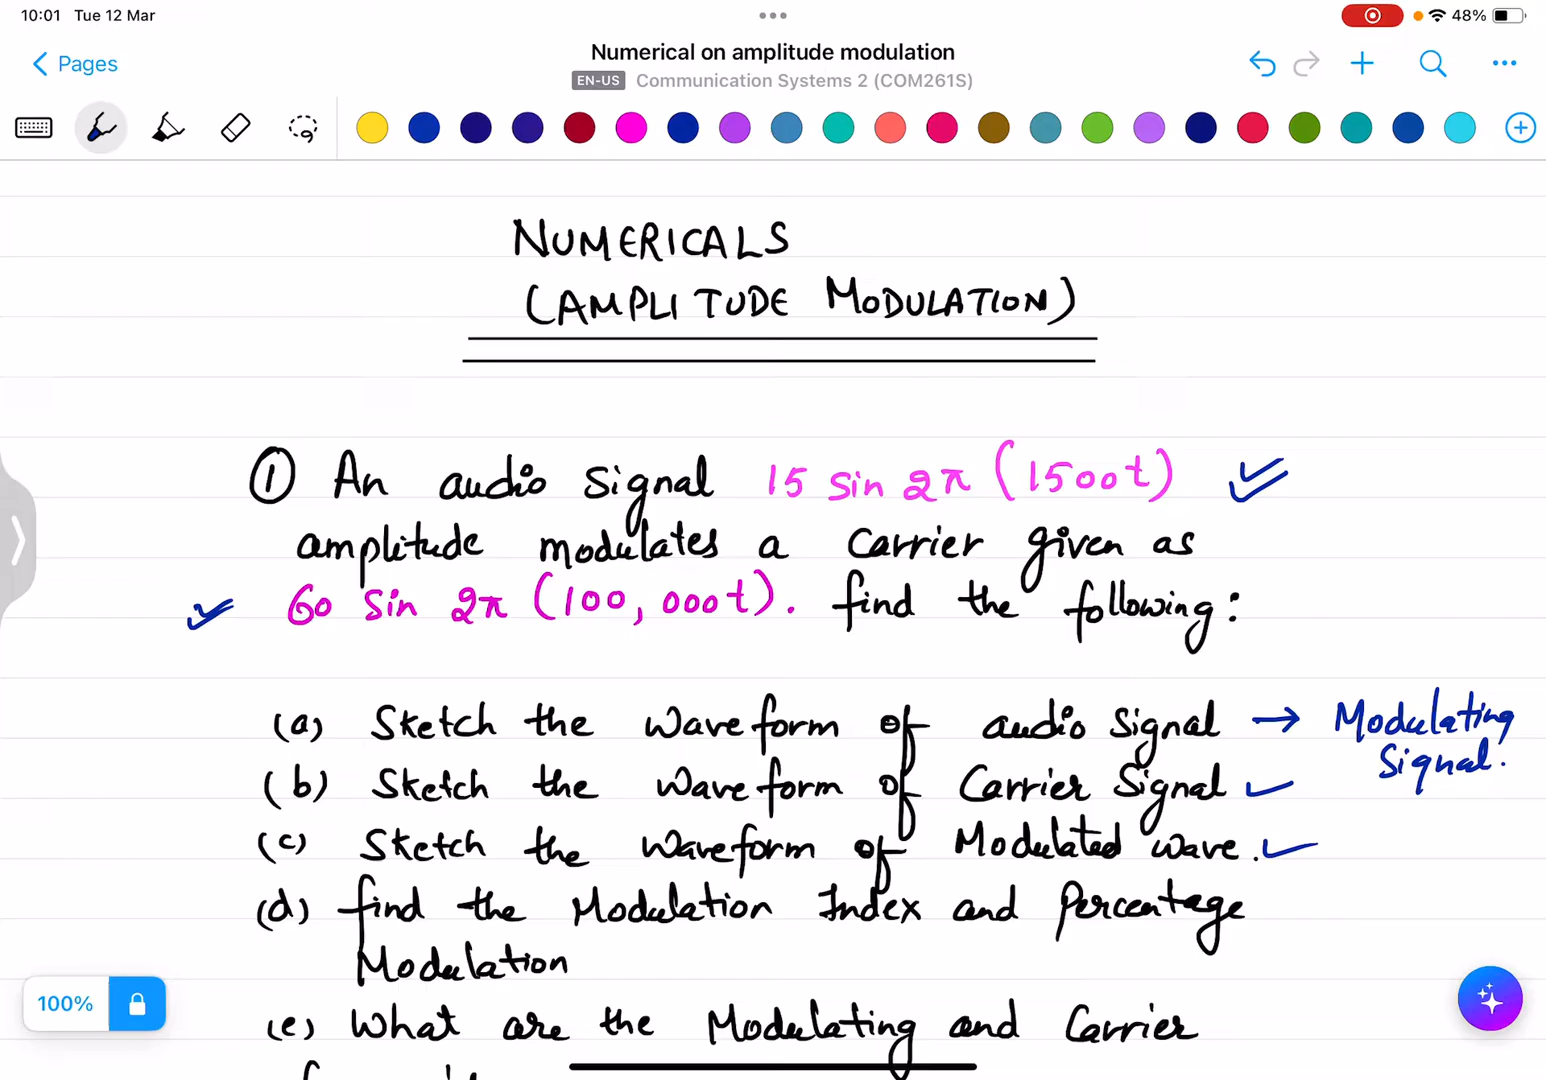 10:01 Tue 12 Mar
48%
Pages
Numerical on amplitude modulation
EN-US Communication Systems 2 (COM261S)
NUMERICALS
(AMPLITUDE MODULATION)
① An audio signal 15 sin 2π (1500t)
amplitude modulates a carrier given as
60 sin 2π (100,000t). find the following:
(a) Sketch the waveform of audio signal → Modulating
Signal.
(b) Sketch the waveform of Carrier Signal
(c) Sketch the waveform of Modulated wave.
(d) find the Modulation Index and Percentage
Modulation
(e) What are the Modulating and Carrier
100%